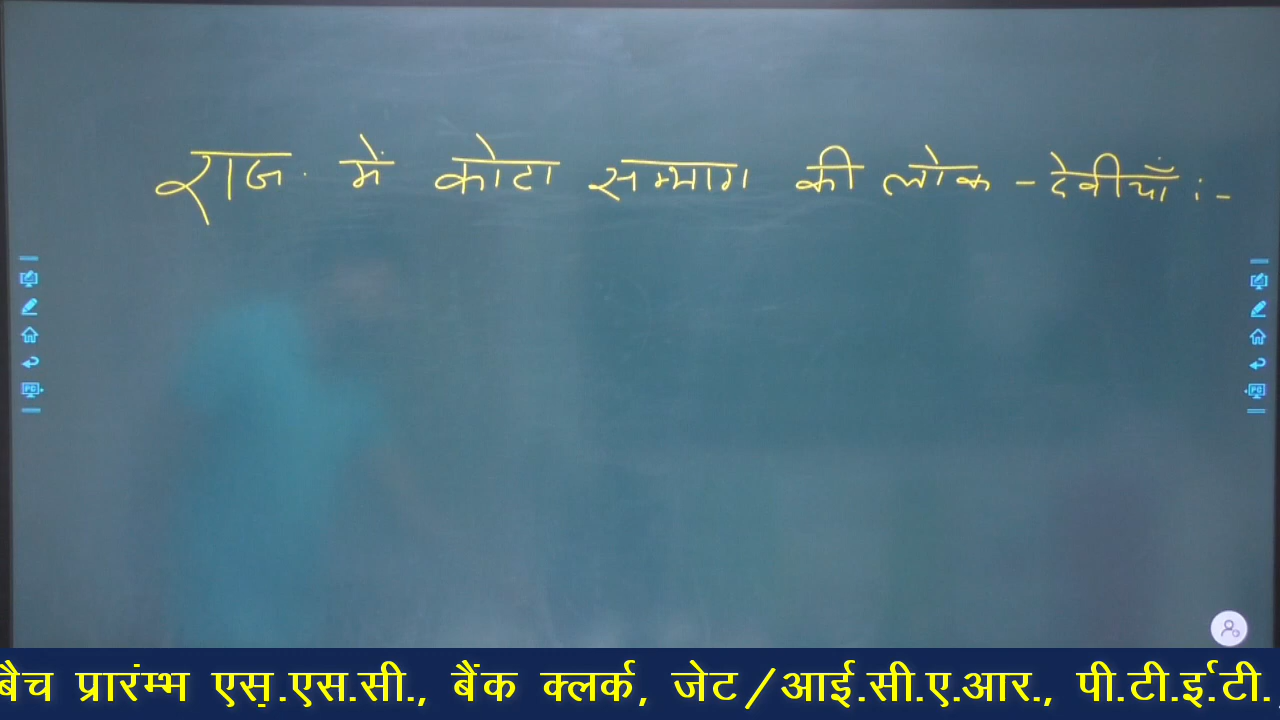 राज. में कोटा सम्भाग की लोक - देवीयाँ :-
बैच प्रारंम्भ एस.एस.सी., बैंक क्लर्क, जेट/आई.सी.ए.आर., पी.टी.इ.टी.,